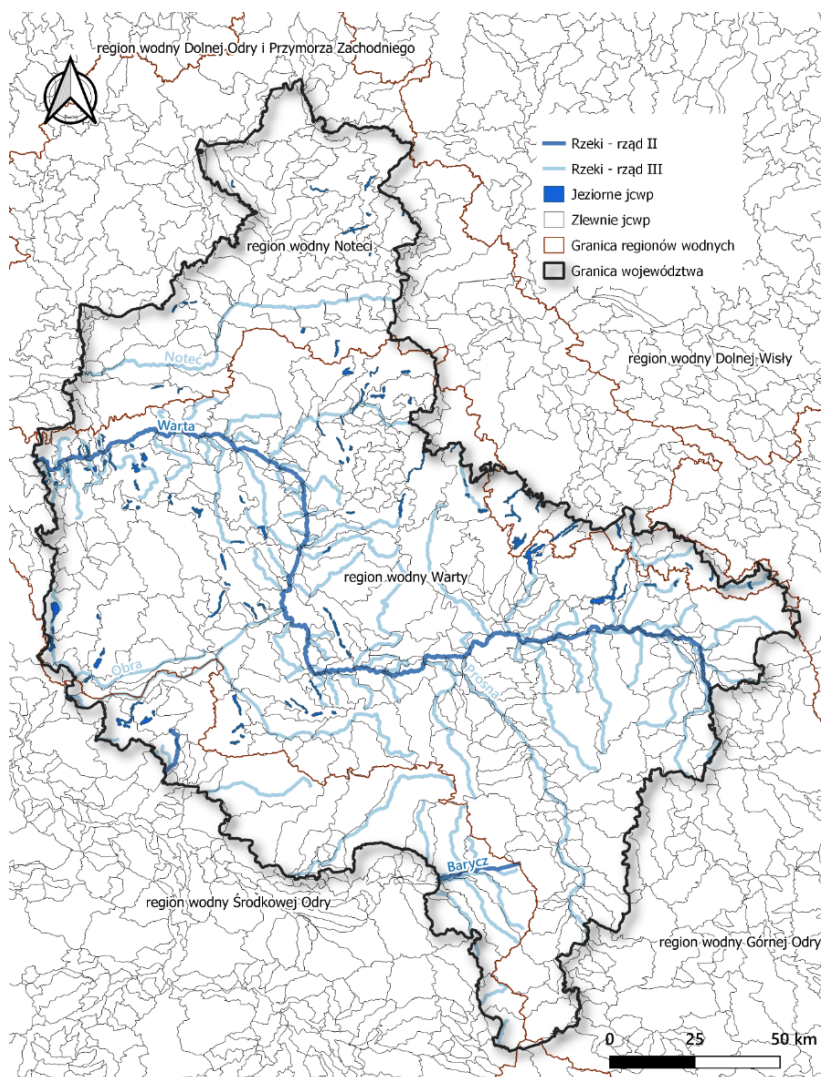 region wodny Dolnej Odry i Przymorza Zachodniego
Rzeki - rząd II
Rzeki - rząd III
Jeziorne jcwp
Zlewnie jcwp
Granica regionów wodnych
Granica województwa
region wodny Noteci
Noteć
region wodny Dolnej Wisły
Warta
region wodny Warty
Obra
Prosna
Barycz
region wodny Środkowej Odry
region wodny Górnej Odry
0 25 50 km